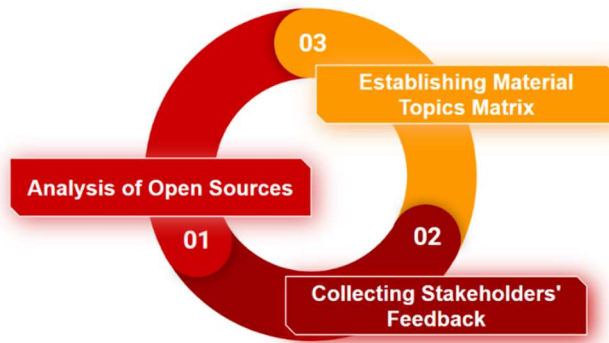 03
Establishing Material
Topics Matrix
Analysis of Open Sources
01
02
Collecting Stakeholders'
Feedback